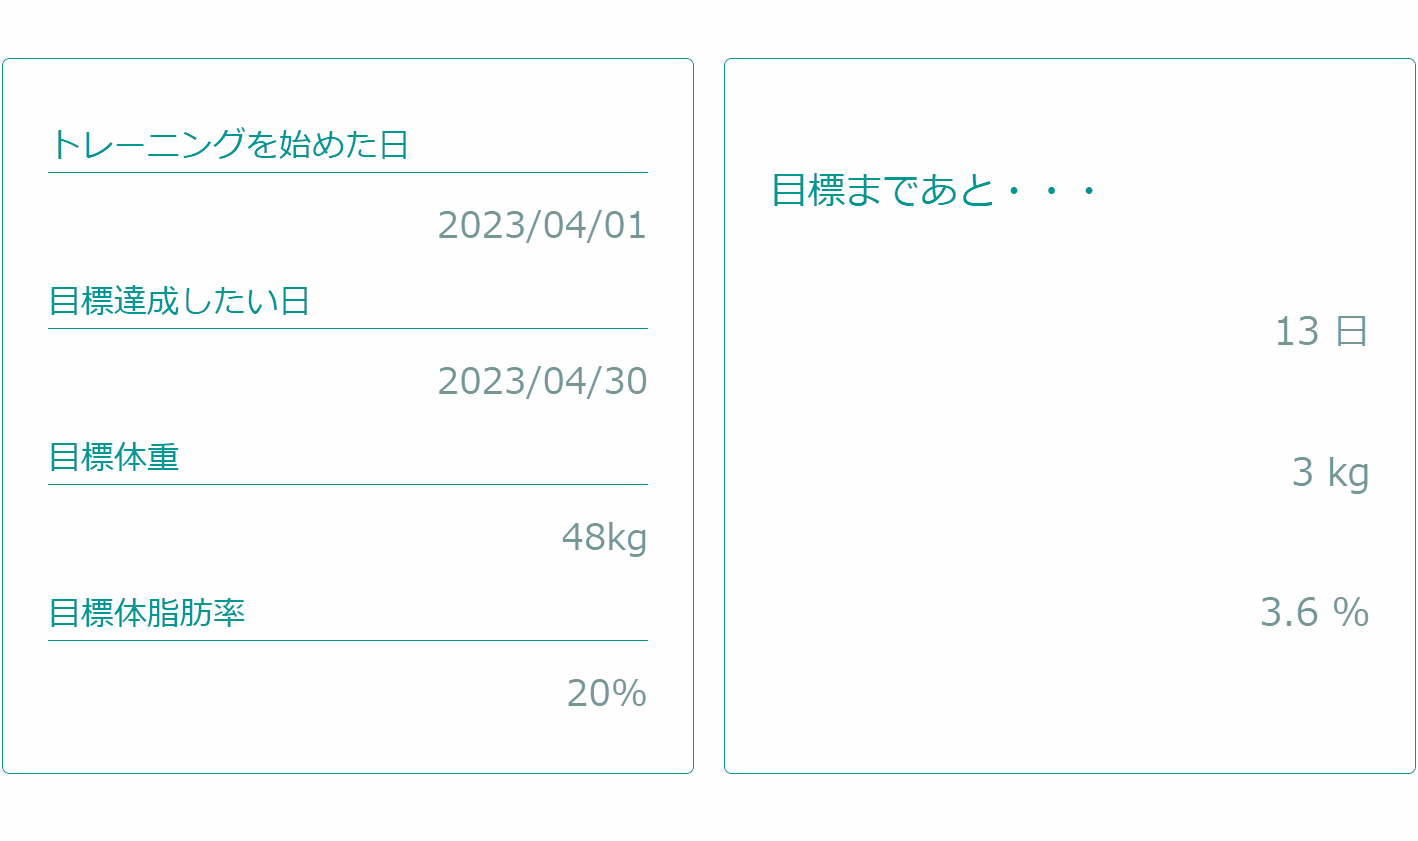 トレーニングを始めた日
2023/04/01
目標達成したい日
2023/04/30
目標体重
48kg
目標体脂肪率
20%
目標まであと・・・
13 日
3 kg
3.6 %